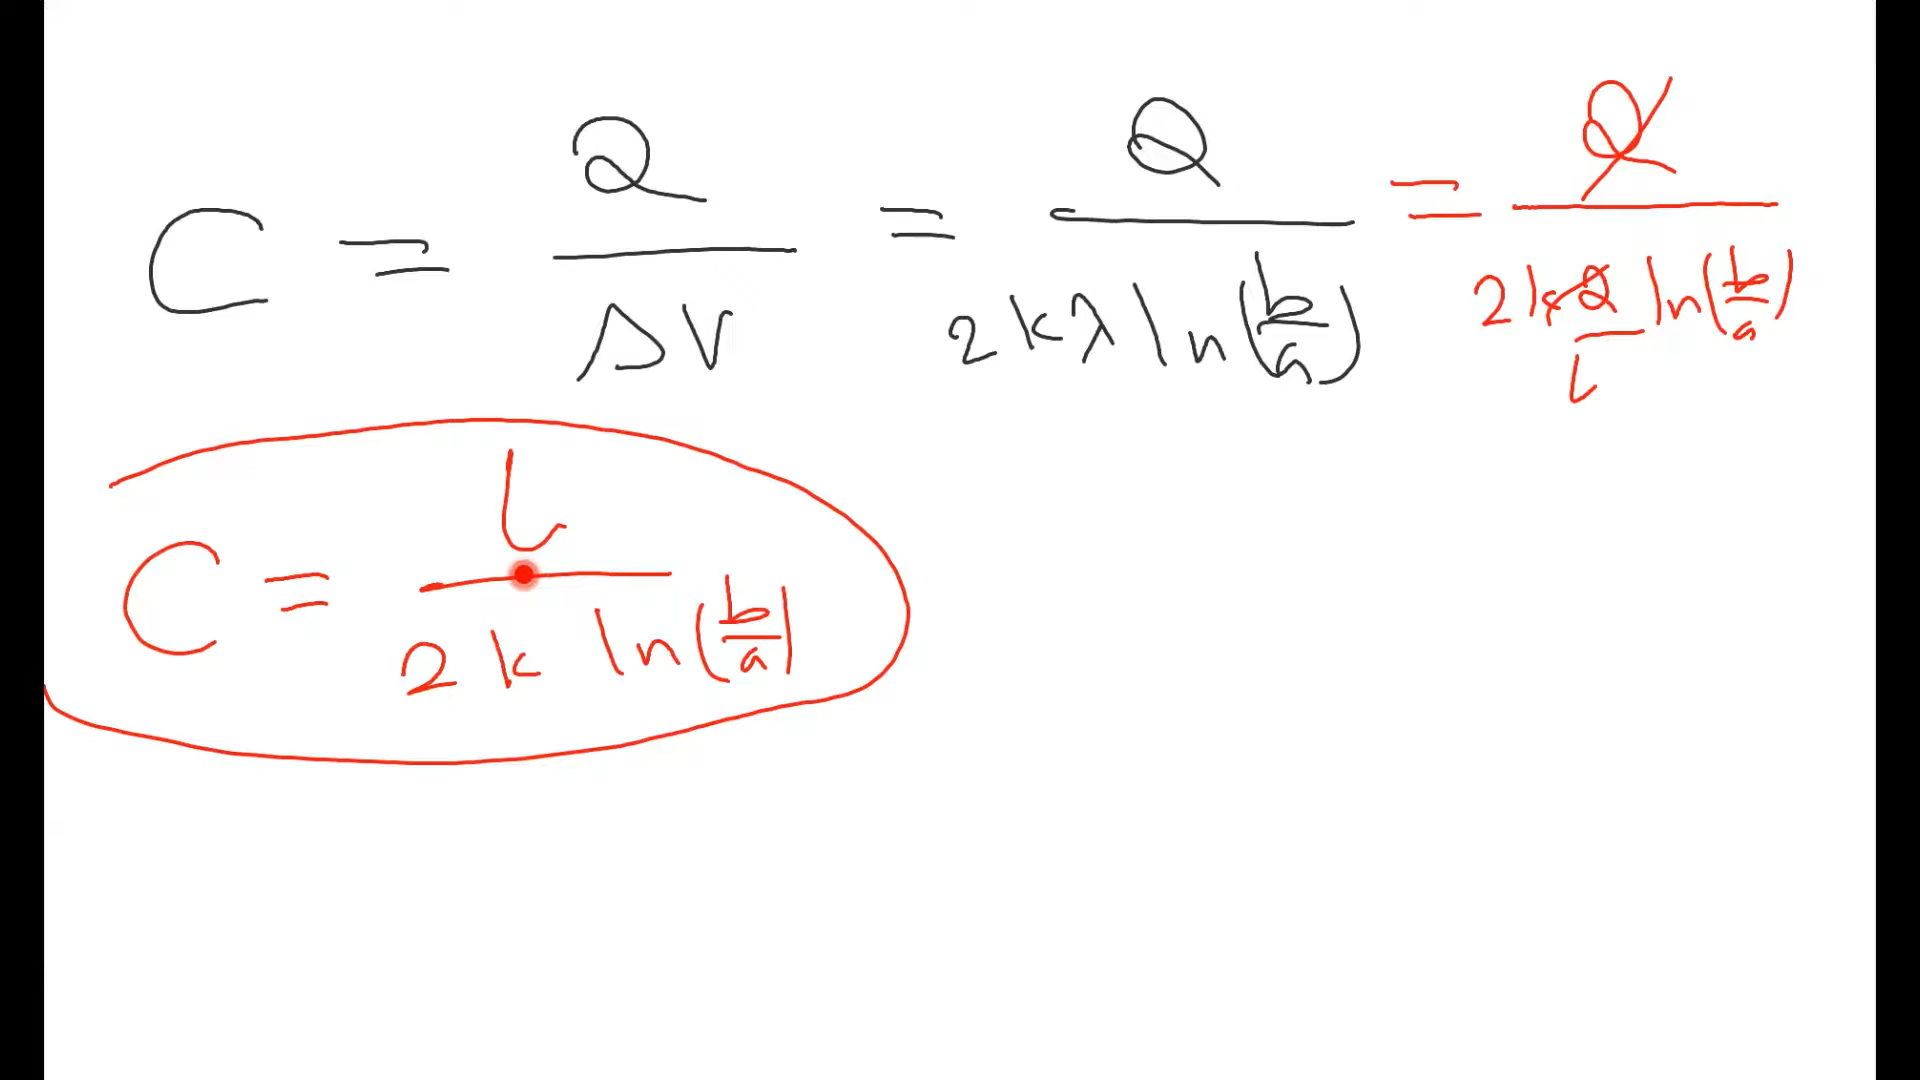 C = Q / ΔV = Q / 2kλ ln(b/a) = Q / 2k Q/l ln(b/a)
C = l / 2k ln(b/a)